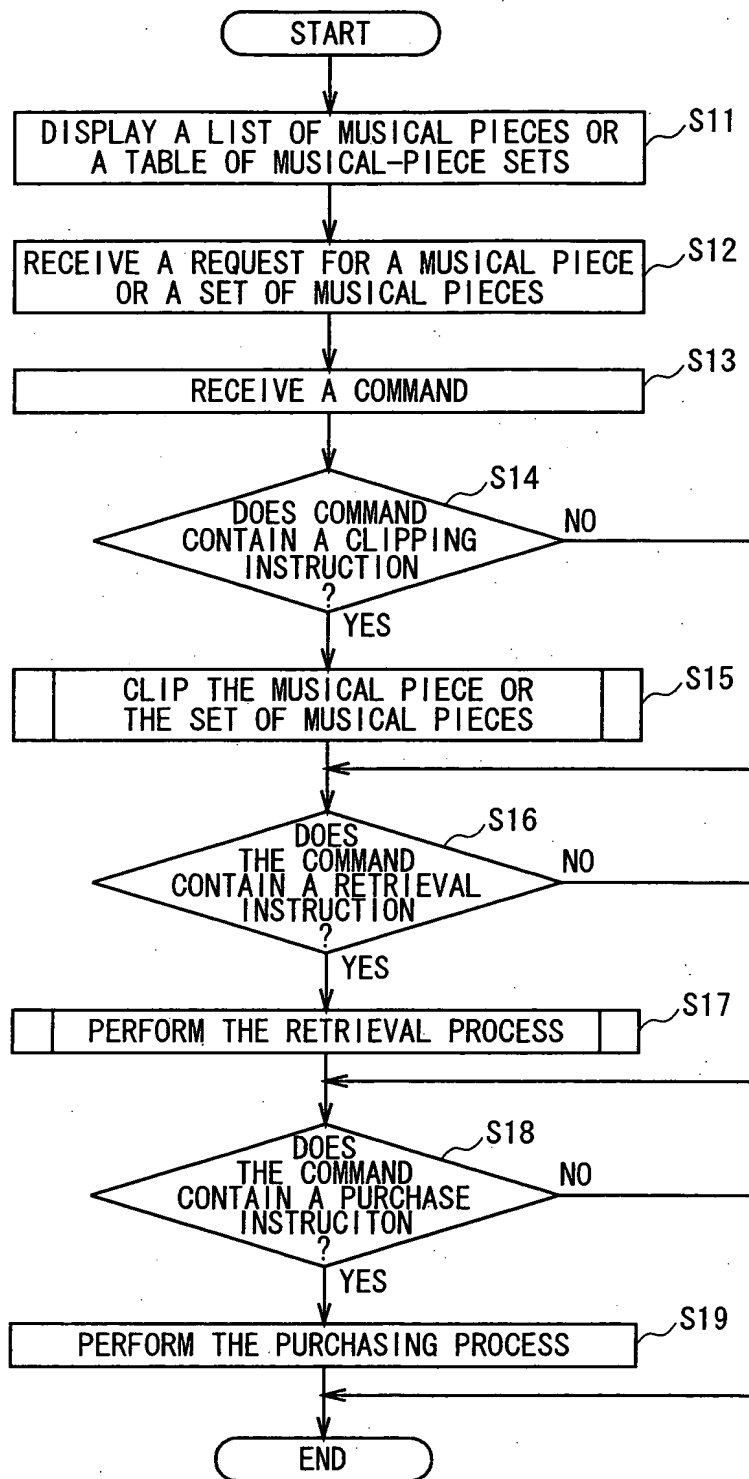 START
S11
DISPLAY A LIST OF MUSICAL PIECES OR
A TABLE OF MUSICAL-PIECE SETS
S12
RECEIVE A REQUEST FOR A MUSICAL PIECE
OR A SET OF MUSICAL PIECES
S13
RECEIVE A COMMAND
S14
DOES COMMAND
CONTAIN A CLIPPING
INSTRUCTION
?
NO
YES
S15
CLIP THE MUSICAL PIECE OR
THE SET OF MUSICAL PIECES
S16
DOES
THE COMMAND
CONTAIN A RETRIEVAL
INSTRUCTION
?
NO
YES
S17
PERFORM THE RETRIEVAL PROCESS
S18
DOES
THE COMMAND
CONTAIN A PURCHASE
INSTRUCITON
?
NO
YES
S19
PERFORM THE PURCHASING PROCESS
END